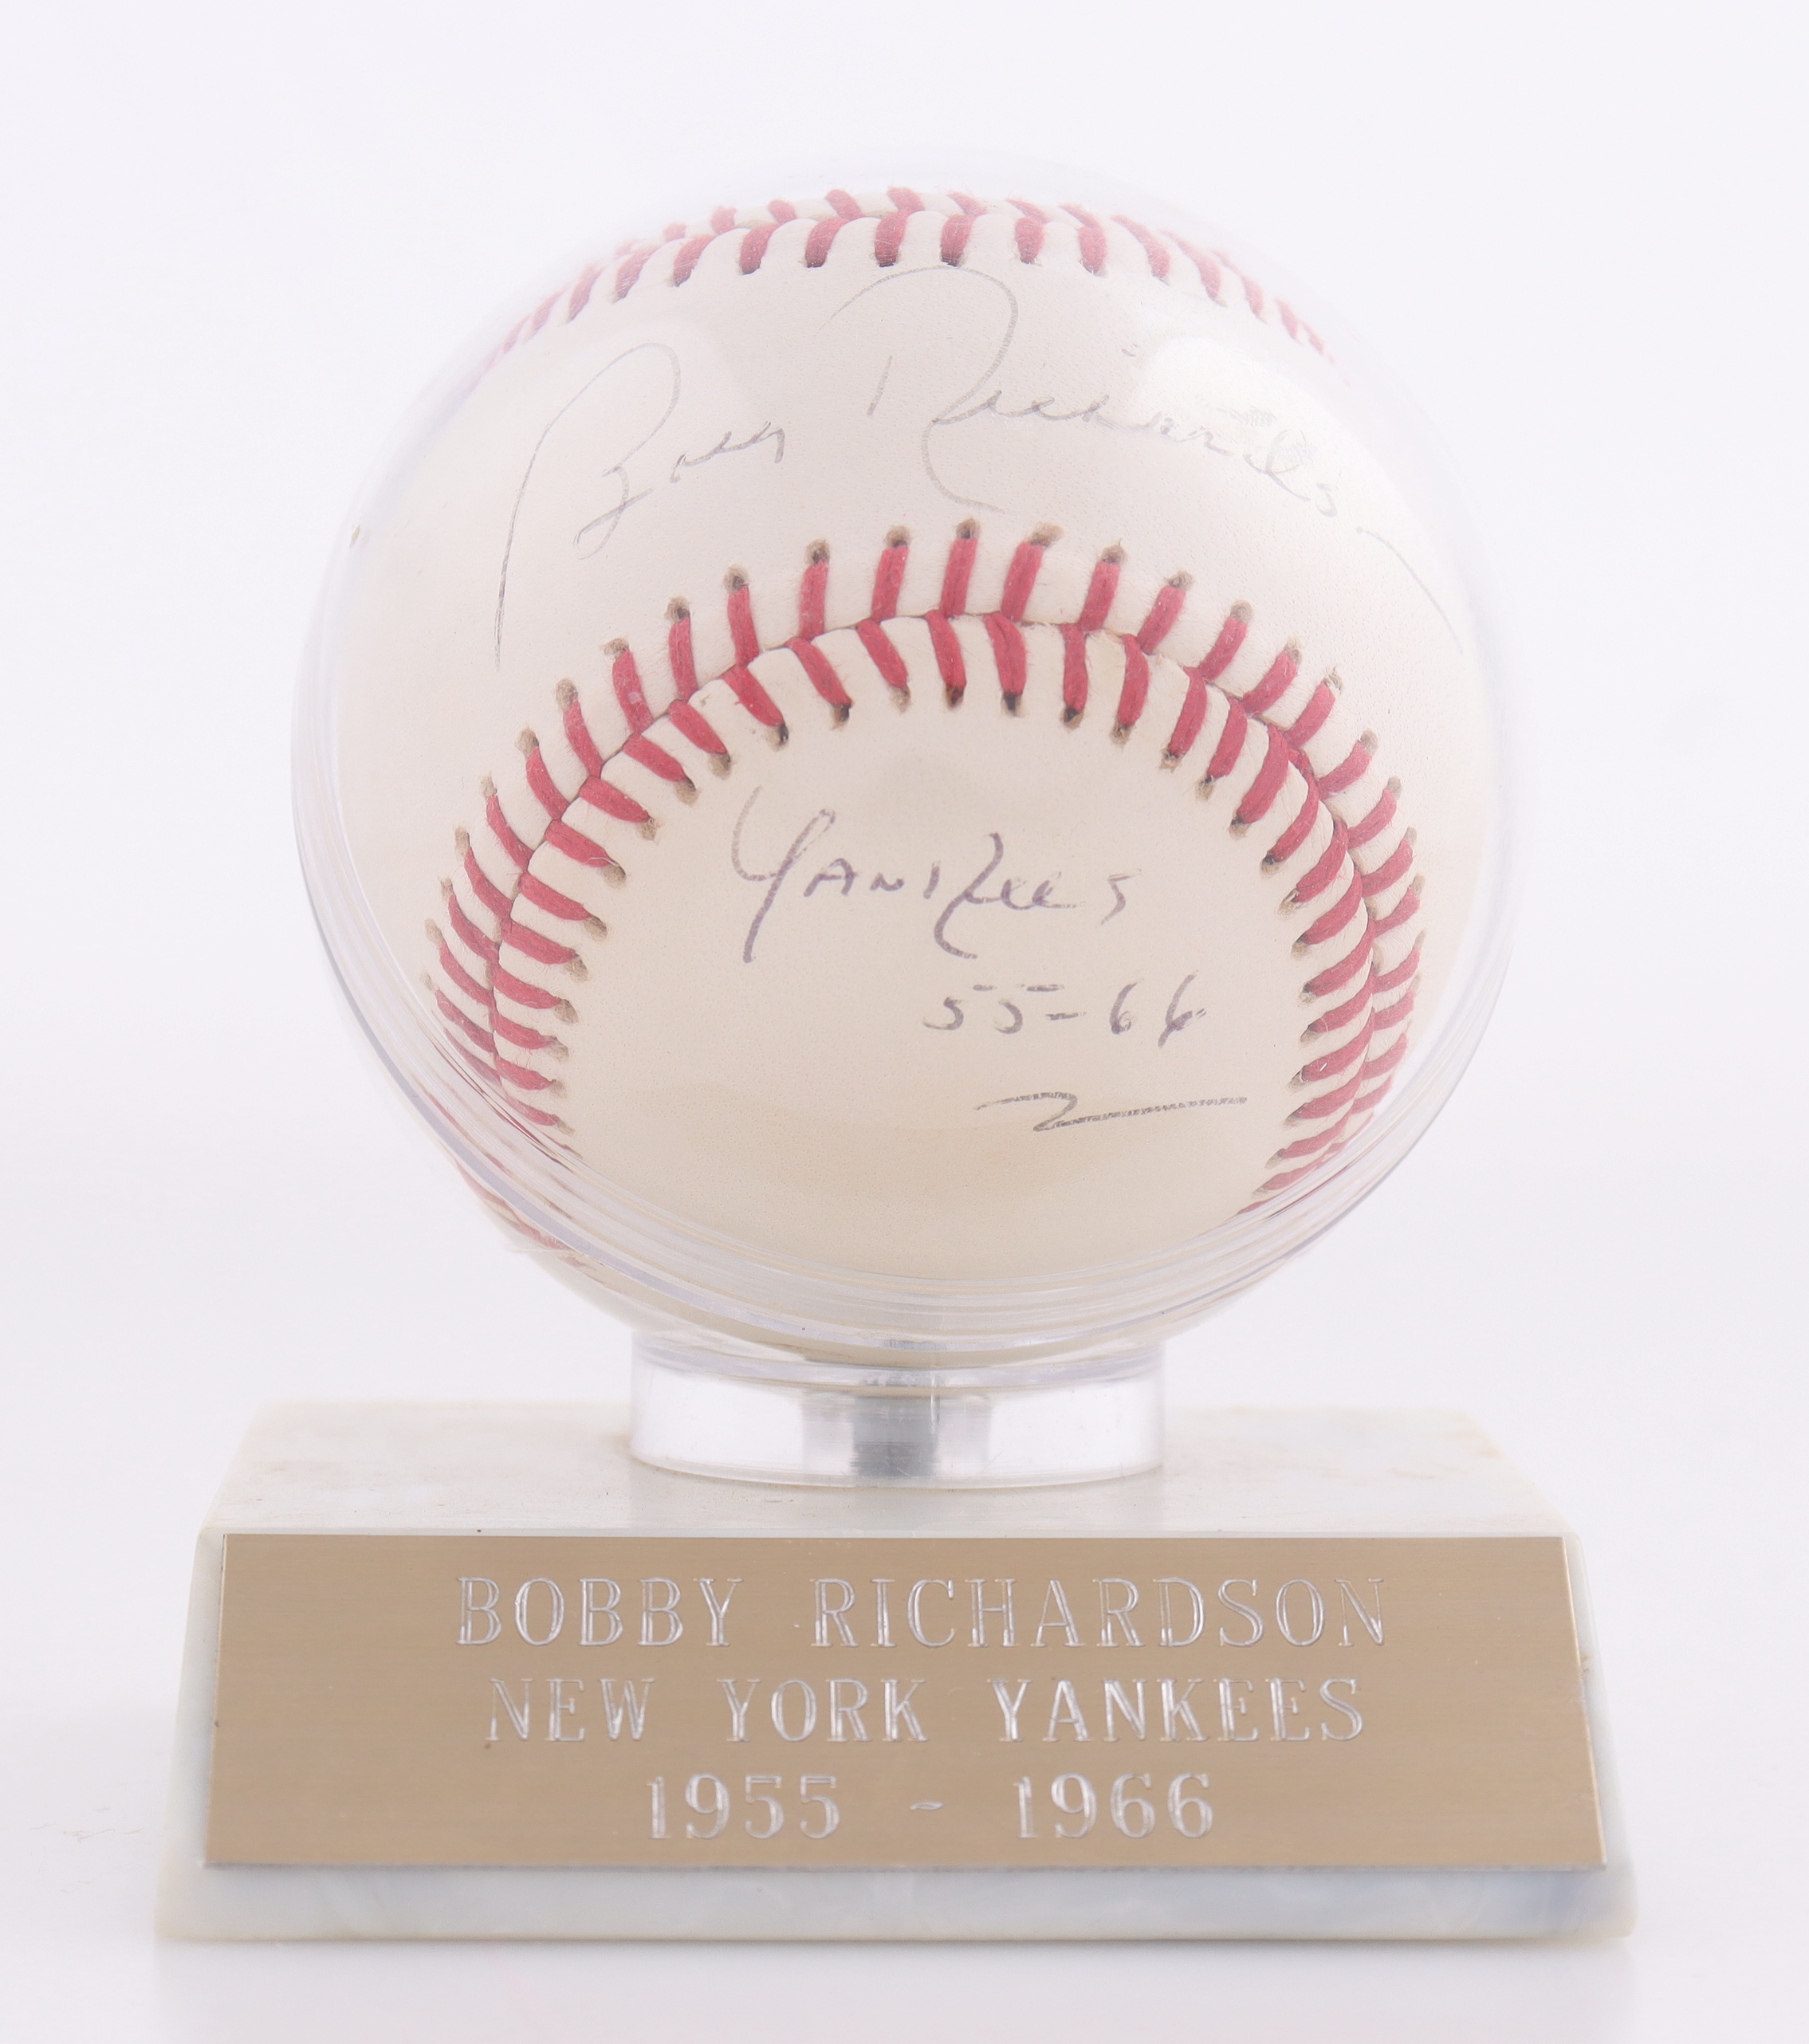 Bobby Richardson
Yankees
55-66
BOBBY RICHARDSON
NEW YORK YANKEES
1955 - 1966